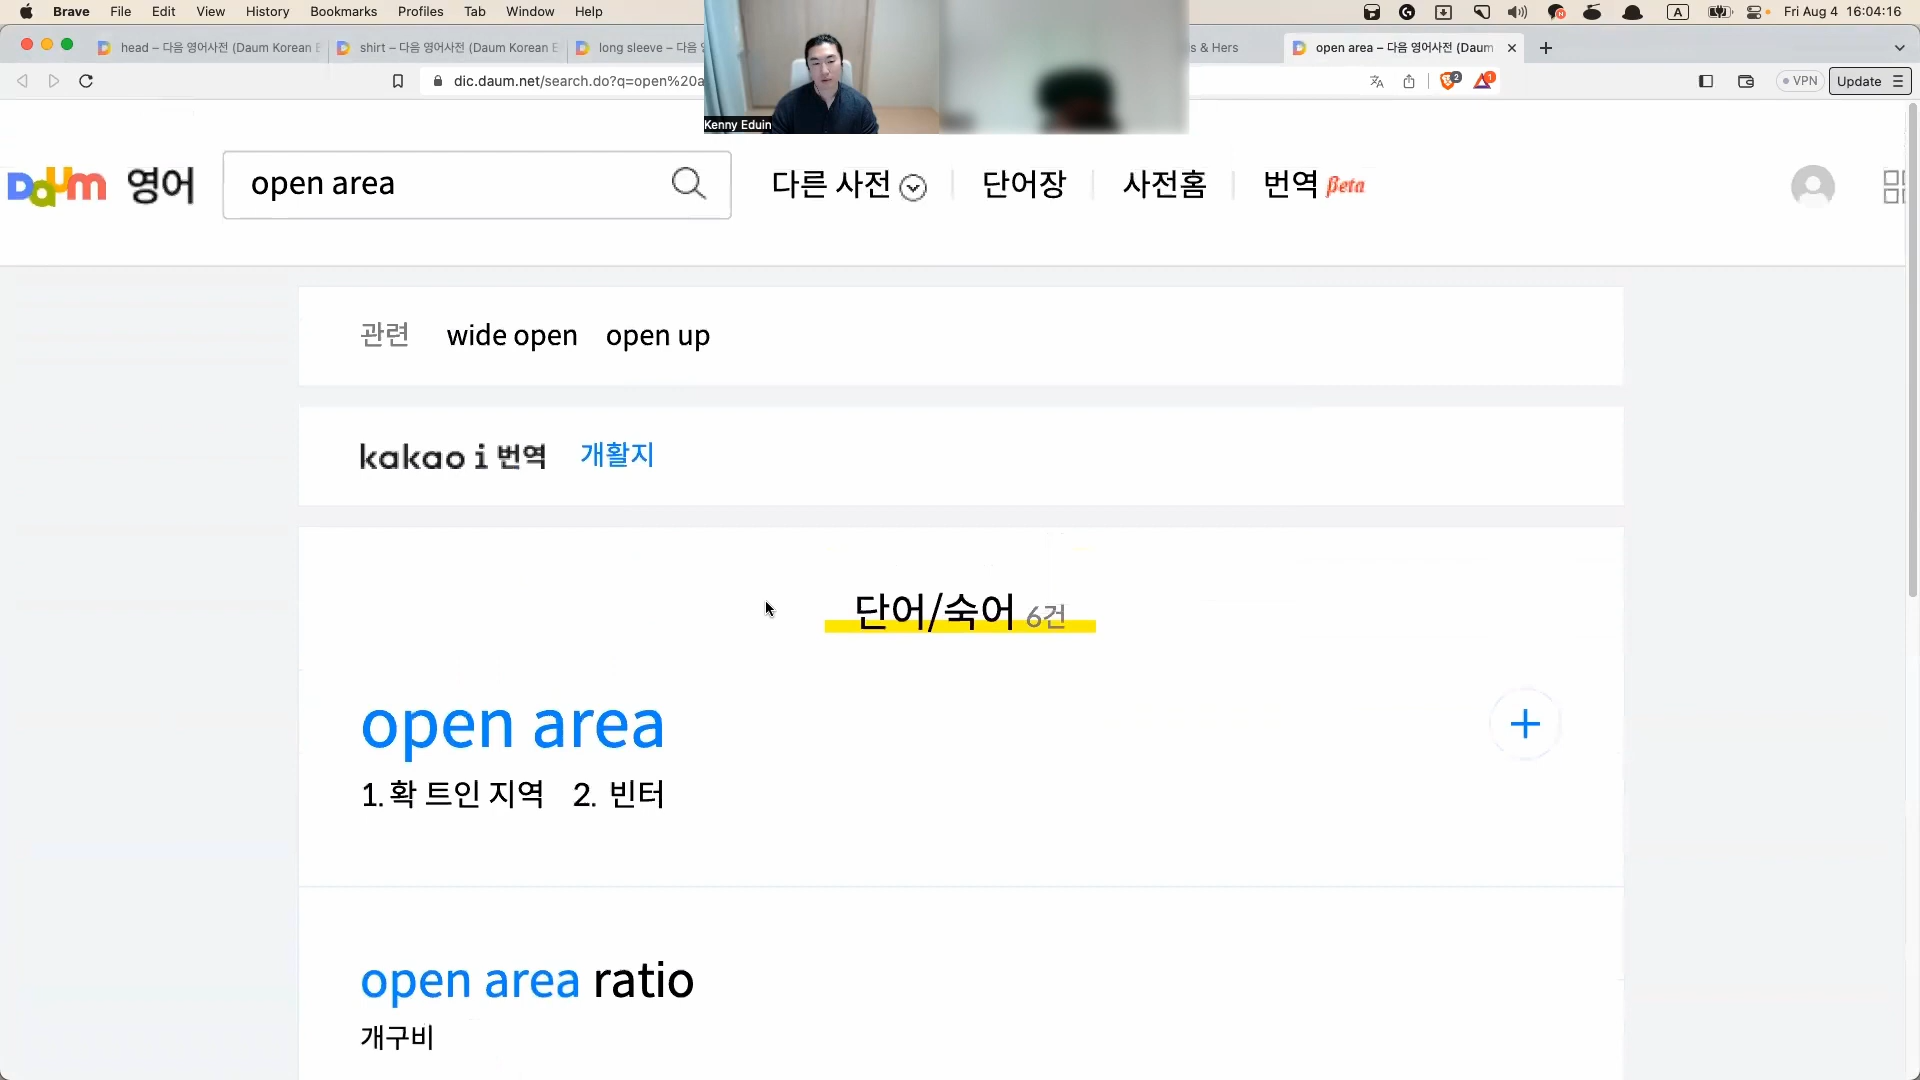 Brave File Edit View History Bookmarks Profiles Tab Window Help A Fri Aug 4 16:04:16
head – 다음 영어사전 (Daum Korean E shirt – 다음 영어사전 (Daum Korean E long sleeve – 다음 s & Hers open area – 다음 영어사전 (Daum
dic.daum.net/search.do?q=open%20a 2 1 VPN Update
Kenny Eduin
Daum 영어 open area 다른 사전 단어장 사전홈 번역 Beta
관련 wide open open up
kakao i 번역 개활지
단어/숙어 6건
open area
1. 확 트인 지역 2. 빈터
open area ratio
개구비